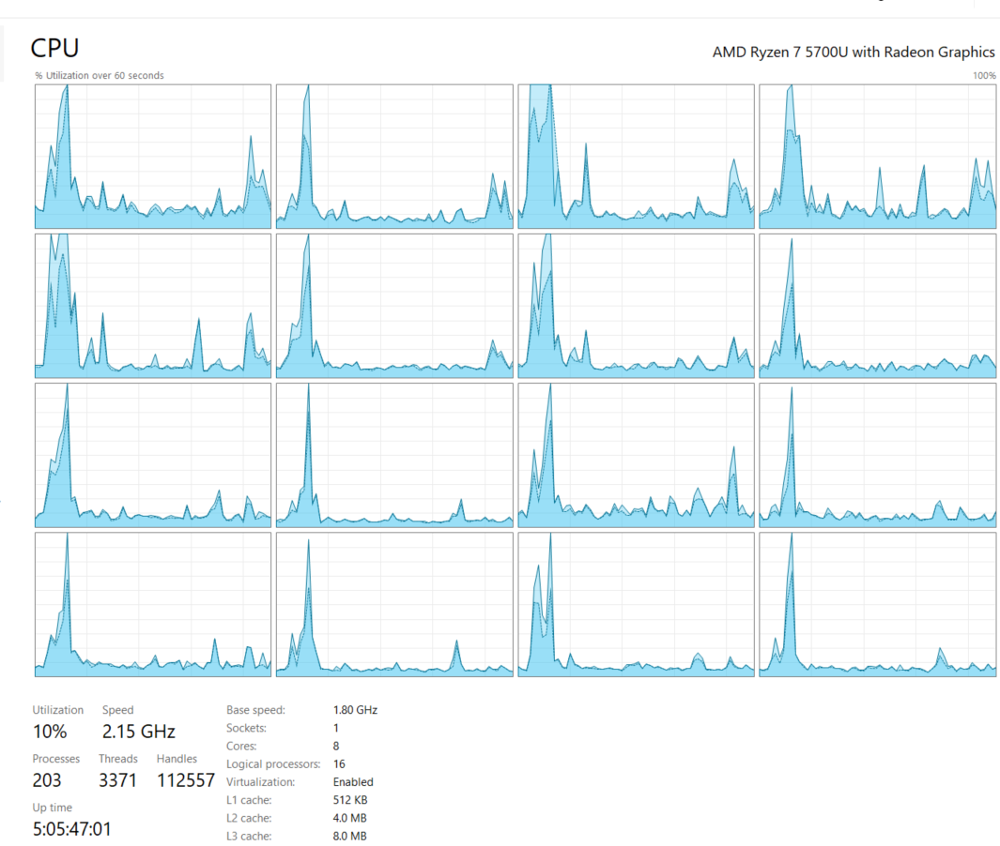 CPU
AMD Ryzen 7 5700U with Radeon Graphics
% Utilization over 60 seconds
100%
Utilization
Speed
10%
2.15 GHz
Processes
Threads
Handles
203
3371
112557
Up time
5:05:47:01
Base speed:
1.80 GHz
Sockets:
1
Cores:
8
Logical processors:
16
Virtualization:
Enabled
L1 cache:
512 KB
L2 cache:
4.0 MB
L3 cache:
8.0 MB